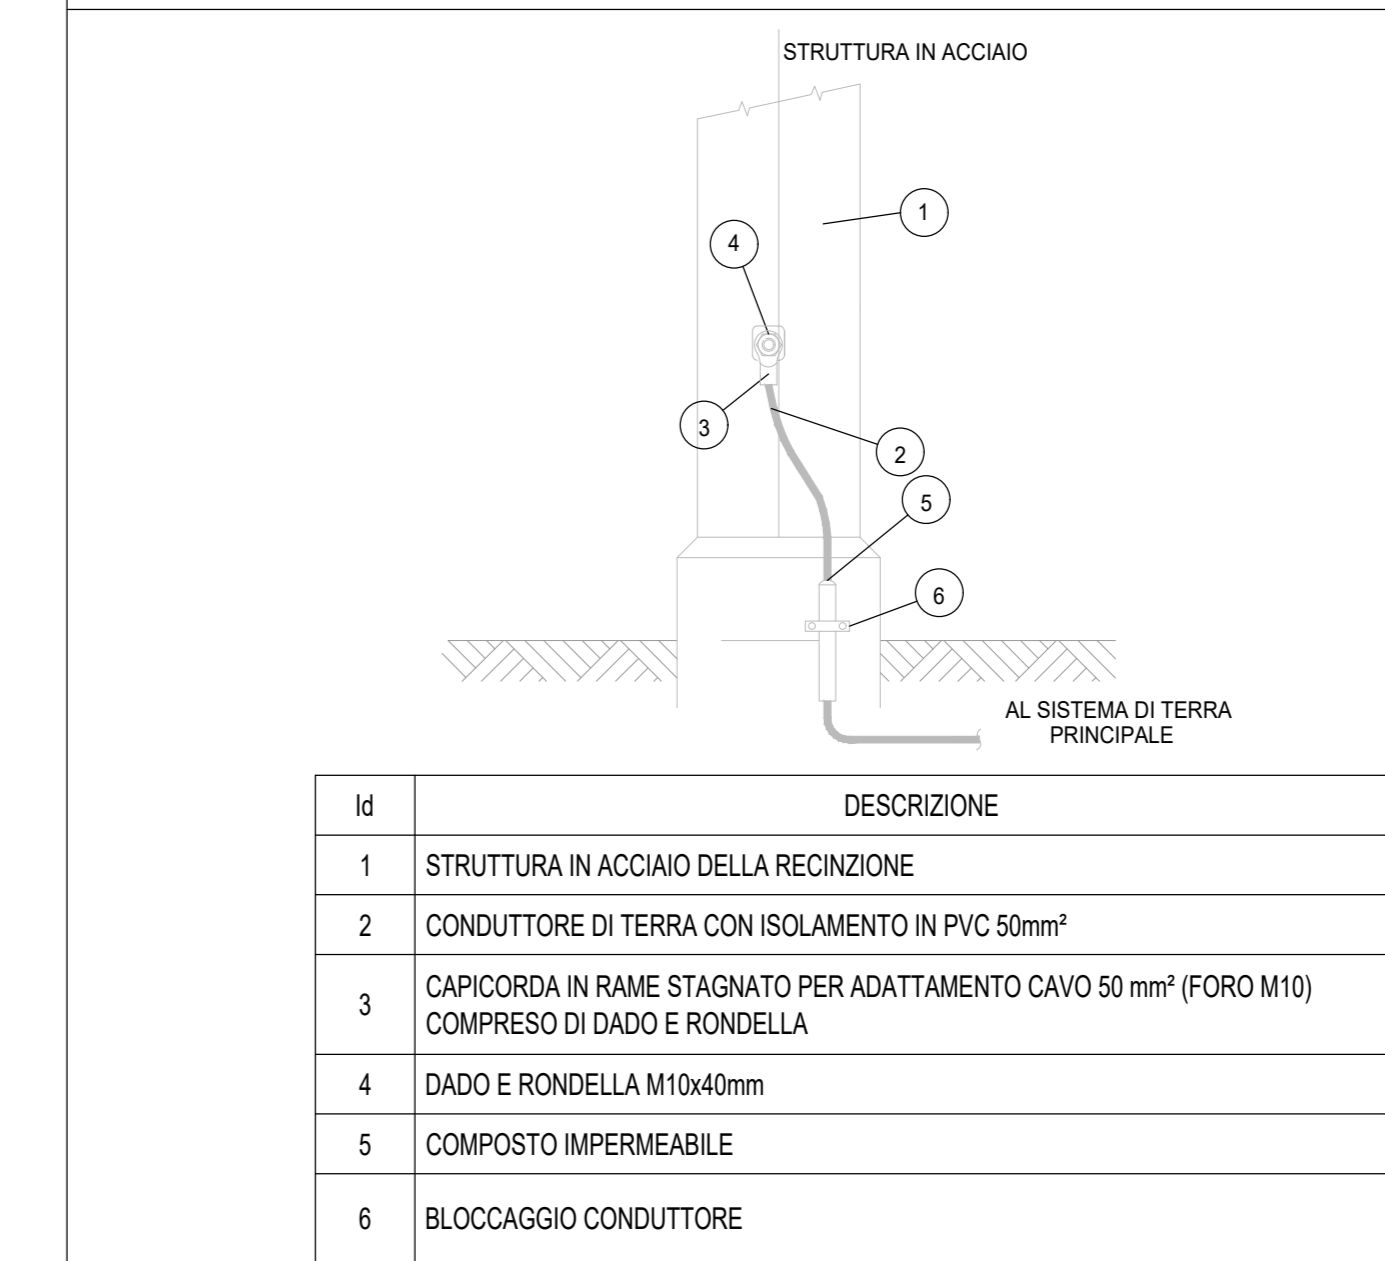 STRUTTURA IN ACCIAIO
1
4
3
2
5
6
AL SISTEMA DI TERRA
PRINCIPALE
Id DESCRIZIONE
1 STRUTTURA IN ACCIAIO DELLA RECINZIONE
2 CONDUTTORE DI TERRA CON ISOLAMENTO IN PVC 50mm²
3 CAPICORDA IN RAME STAGNATO PER ADATTAMENTO CAVO 50 mm² (FORO M10)
COMPRESO DI DADO E RONDELLA
4 DADO E RONDELLA M10x40mm
5 COMPOSTO IMPERMEABILE
6 BLOCCAGGIO CONDUTTORE